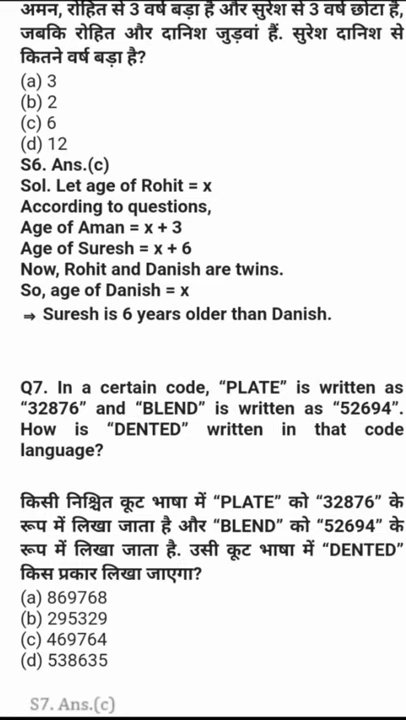 अमन, रोहित से 3 वर्ष बड़ा है और सुरेश से 3 वर्ष छोटा है,
जबकि रोहित और दानिश जुड़वां हैं. सुरेश दानिश से
कितने वर्ष बड़ा है?
(a) 3
(b) 2
(c) 6
(d) 12
S6. Ans.(c)
Sol. Let age of Rohit = x
According to questions,
Age of Aman = x + 3
Age of Suresh = x + 6
Now, Rohit and Danish are twins.
So, age of Danish = x
⇒ Suresh is 6 years older than Danish.
Q7. In a certain code, “PLATE” is written as
“32876” and “BLEND” is written as “52694”.
How is “DENTED” written in that code
language?
किसी निश्चित कूट भाषा में “PLATE” को “32876” के
रूप में लिखा जाता है और “BLEND” को “52694” के
रूप में लिखा जाता है. उसी कूट भाषा में “DENTED”
किस प्रकार लिखा जाएगा?
(a) 869768
(b) 295329
(c) 469764
(d) 538635
S7. Ans.(c)